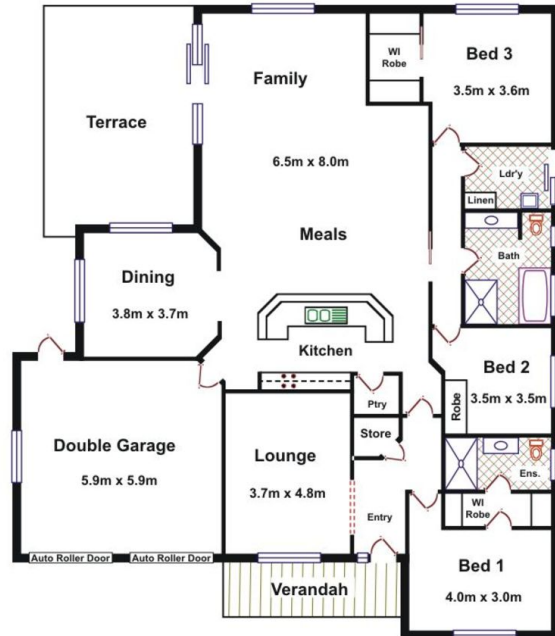 WI
Robe
Bed 3
3.5m x 3.6m
Family
Terrace
6.5m x 8.0m
Ldr'y
Linen
Meals
Bath
Dining
3.8m x 3.7m
Kitchen
Bed 2
3.5m x 3.5m
Robe
Ptry
Store
Double Garage
5.9m x 5.9m
Lounge
3.7m x 4.8m
Ens.
WI
Robe
Entry
Auto Roller Door
Auto Roller Door
Bed 1
4.0m x 3.0m
Verandah